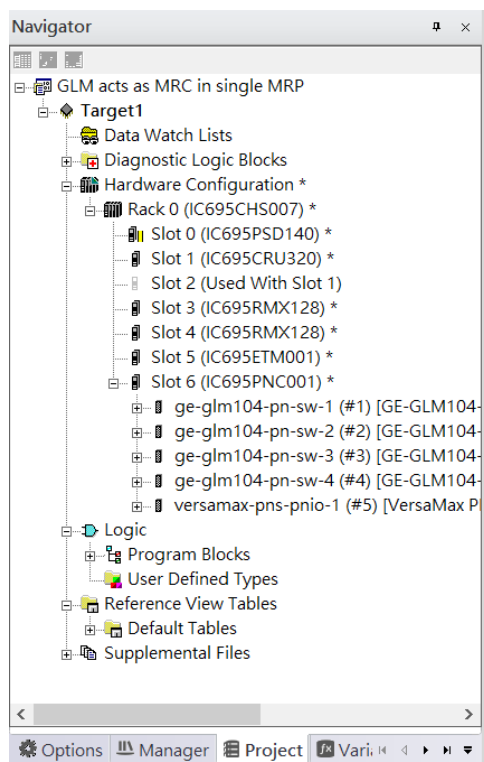 Navigator
GLM acts as MRC in single MRP
Target1
Data Watch Lists
Diagnostic Logic Blocks
Hardware Configuration *
Rack 0 (IC695CHS007) *
Slot 0 (IC695PSD140) *
Slot 1 (IC695CRU320) *
Slot 2 (Used With Slot 1)
Slot 3 (IC695RMX128) *
Slot 4 (IC695RMX128) *
Slot 5 (IC695ETM001) *
Slot 6 (IC695PNC001) *
ge-glm104-pn-sw-1 (#1) [GE-GLM104-
ge-glm104-pn-sw-2 (#2) [GE-GLM104-
ge-glm104-pn-sw-3 (#3) [GE-GLM104-
ge-glm104-pn-sw-4 (#4) [GE-GLM104-
versamax-pns-pnio-1 (#5) [VersaMax P
Logic
Program Blocks
User Defined Types
Reference View Tables
Default Tables
Supplemental Files
Options Manager Project Vari